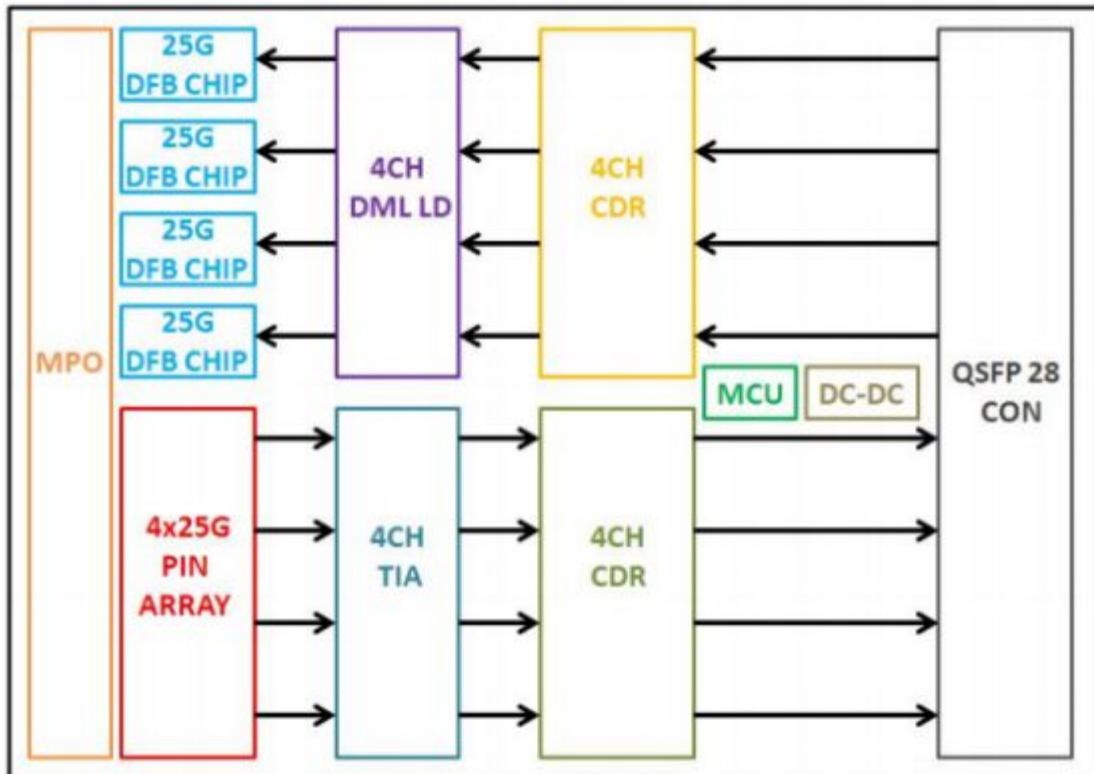 25G
DFB CHIP
25G
DFB CHIP
25G
DFB CHIP
25G
DFB CHIP
MPO
4CH
DML LD
4CH
CDR
MCU
DC-DC
QSFP 28
CON
4x25G
PIN
ARRAY
4CH
TIA
4CH
CDR